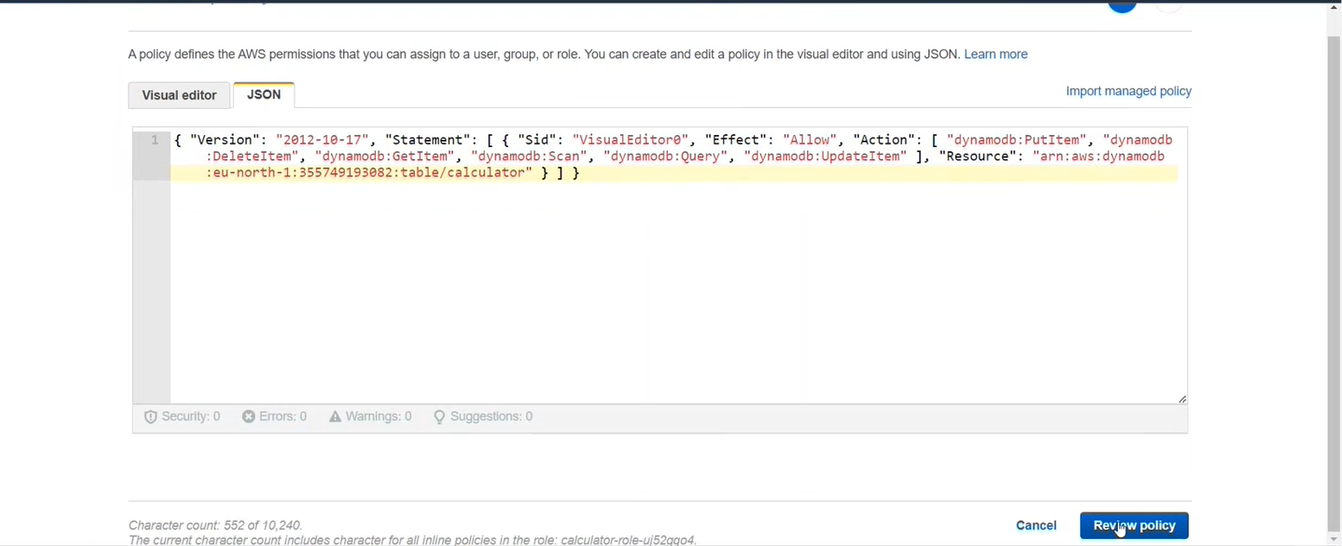 A policy defines the AWS permissions that you can assign to a user, group, or role. You can create and edit a policy in the visual editor and using JSON. Learn more
Visual editor
JSON
Import managed policy
1
{ "Version": "2012-10-17", "Statement": [ { "Sid": "VisualEditor0", "Effect": "Allow", "Action": [ "dynamodb:PutItem", "dynamodb
:DeleteItem", "dynamodb:GetItem", "dynamodb:Scan", "dynamodb:Query", "dynamodb:UpdateItem" ], "Resource": "arn:aws:dynamodb
:eu-north-1:355749193082:table/calculator" } ] }
Security: 0 Errors: 0 Warnings: 0 Suggestions: 0
Character count: 552 of 10,240.
Cancel
Review policy
The current character count includes character for all inline policies in the role: calculator-role-uj52gqo4.